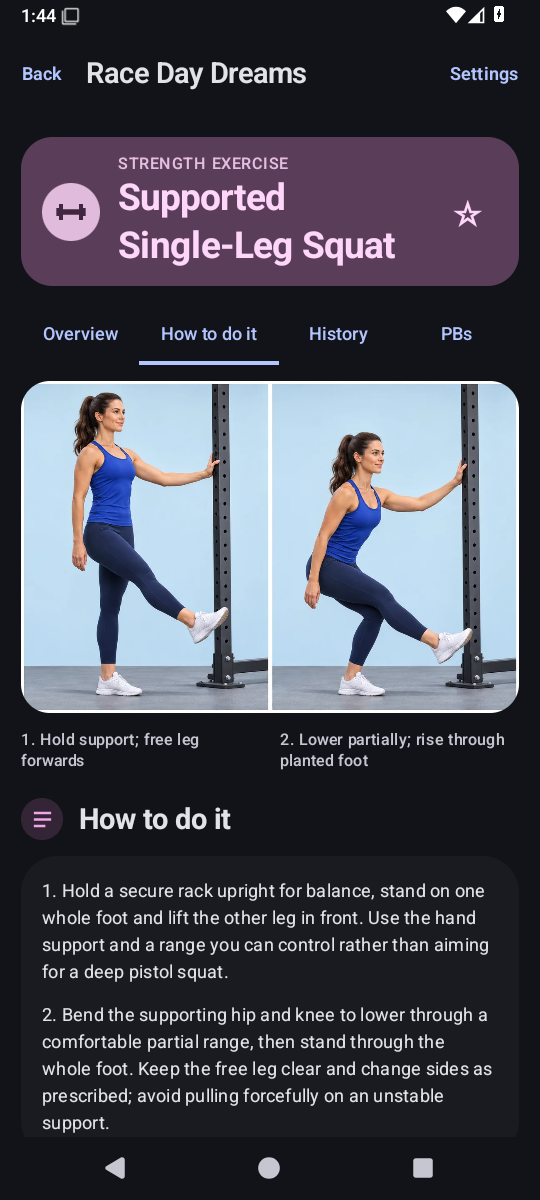 1:44
Back
Race Day Dreams
Settings
STRENGTH EXERCISE
Supported
Single-Leg Squat
Overview
How to do it
History
PBs
1. Hold support; free leg
forwards
2. Lower partially; rise through
planted foot
How to do it
1. Hold a secure rack upright for balance, stand on one
whole foot and lift the other leg in front. Use the hand
support and a range you can control rather than aiming
for a deep pistol squat.
2. Bend the supporting hip and knee to lower through a
comfortable partial range, then stand through the
whole foot. Keep the free leg clear and change sides as
prescribed; avoid pulling forcefully on an unstable
support.